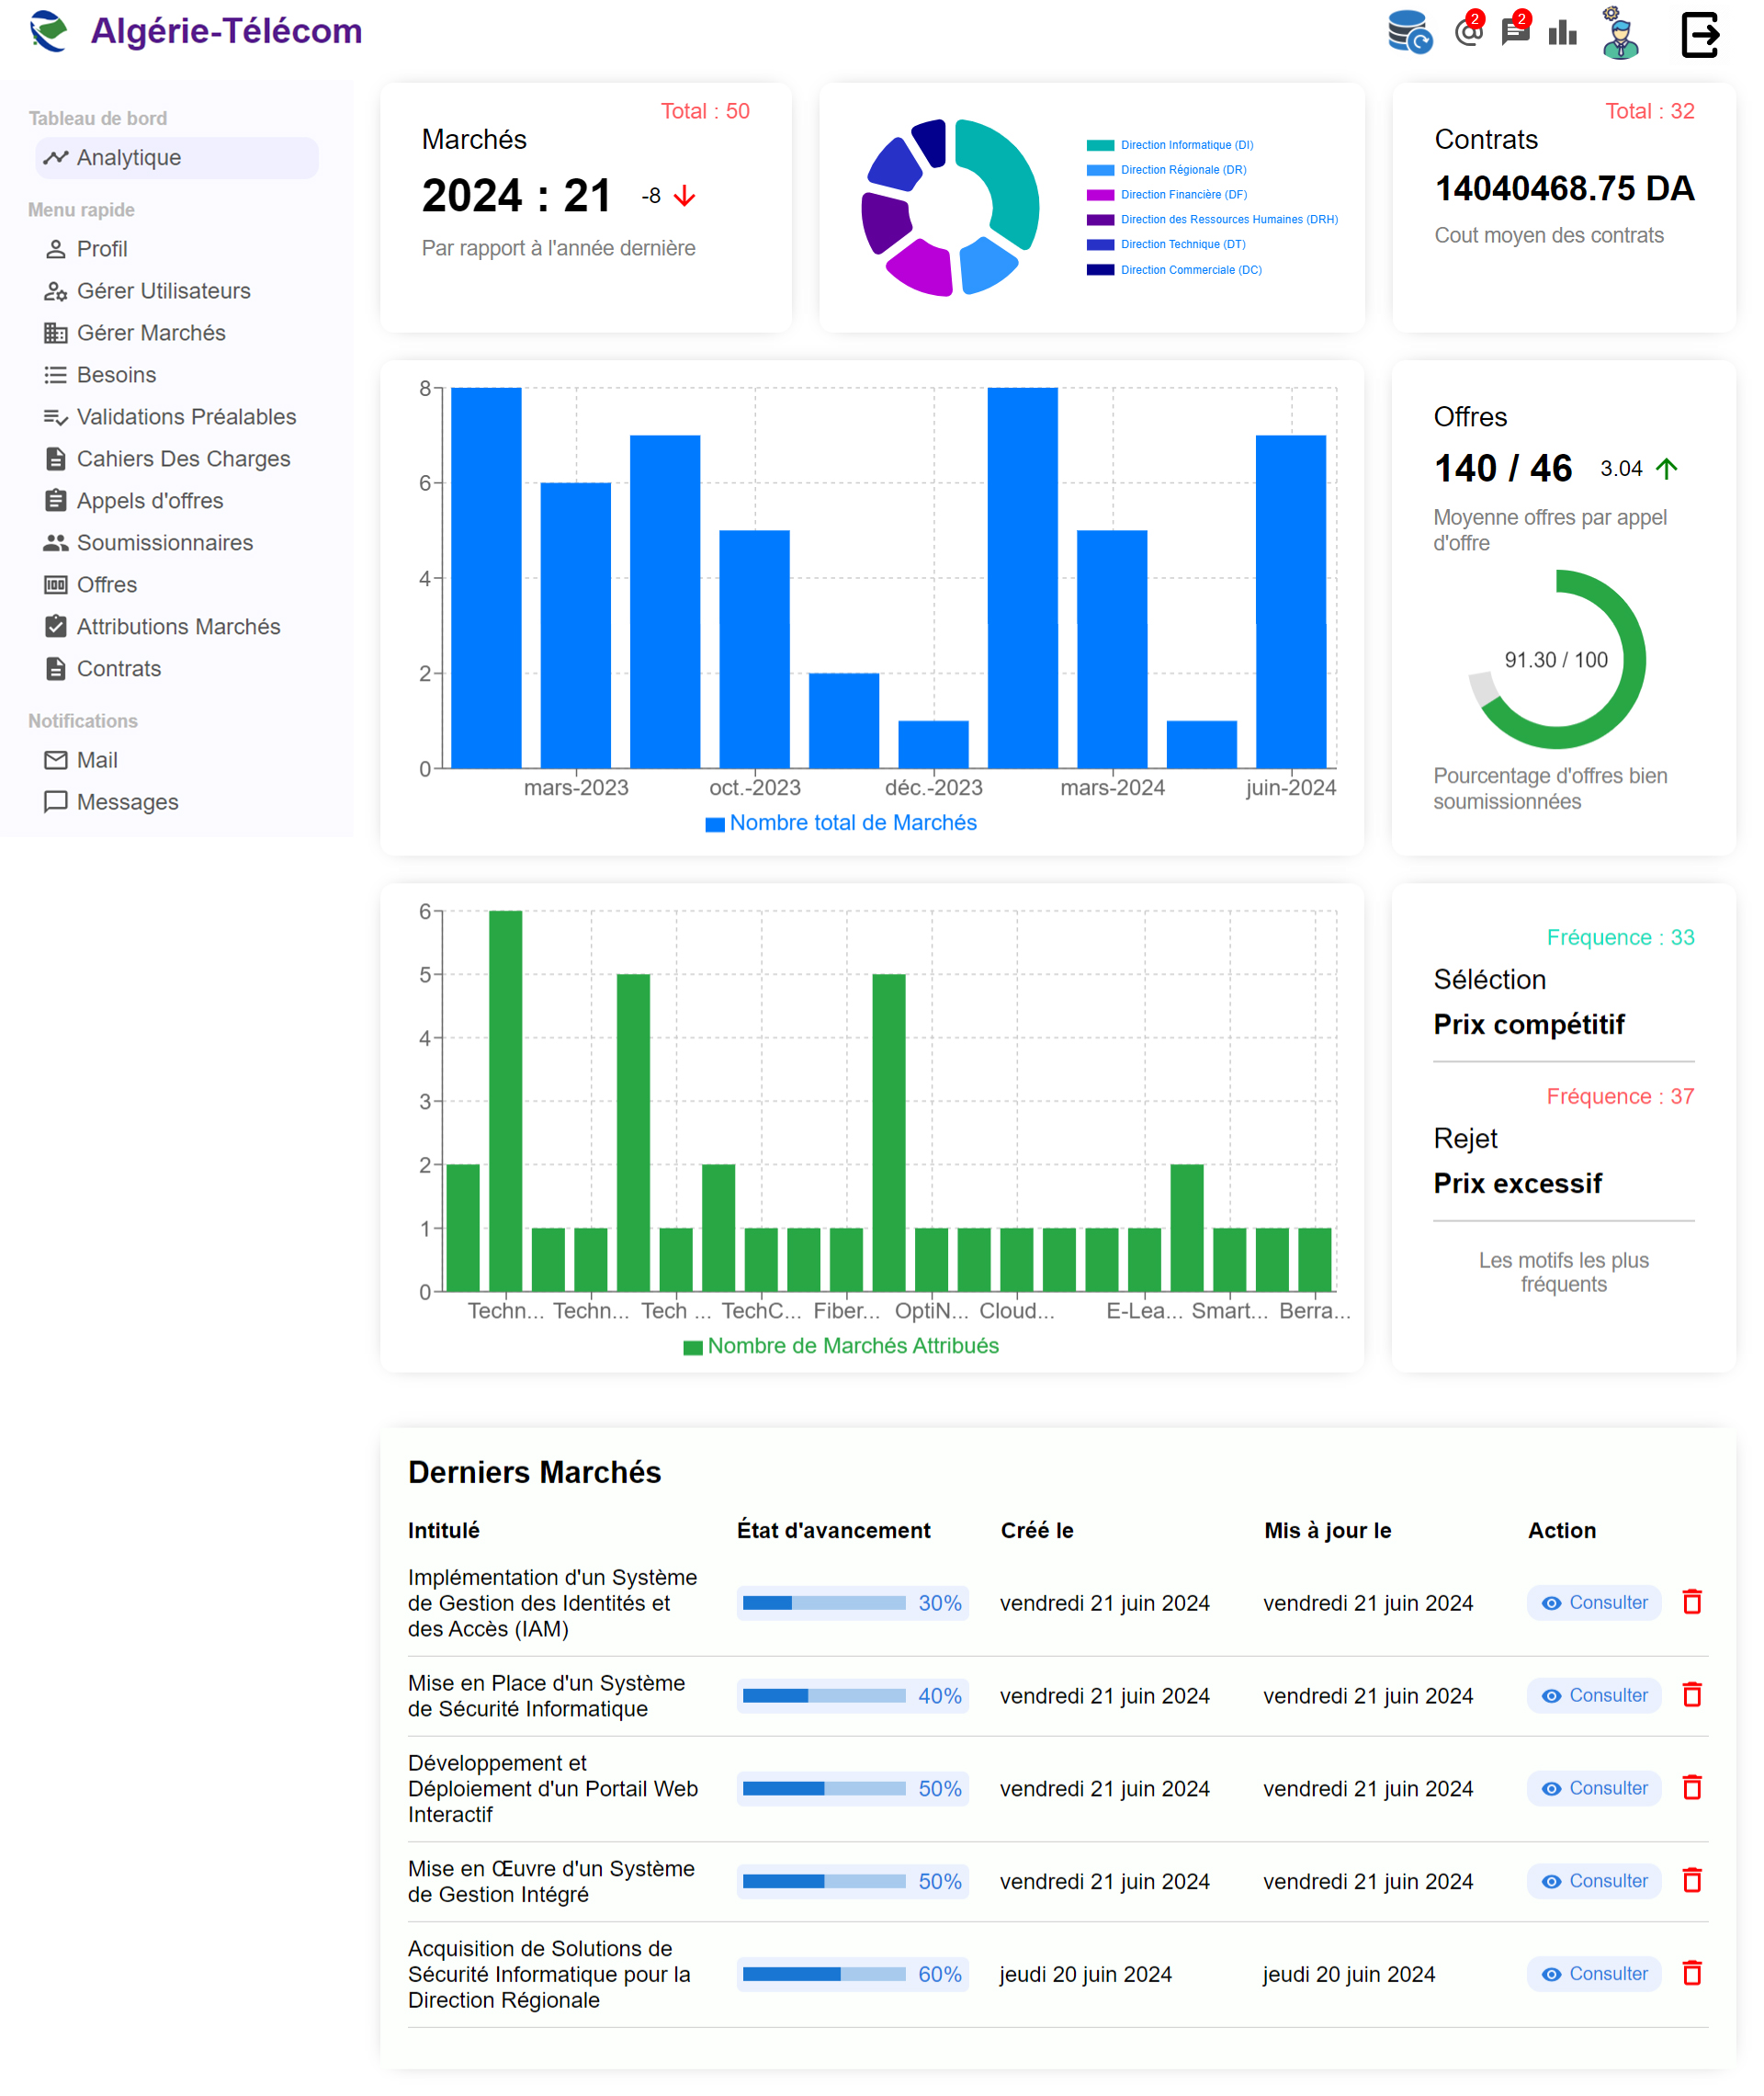 Algérie-Télécom
2
2
Tableau de bord
Analytique
Menu rapide
Profil
Gérer Utilisateurs
Gérer Marchés
Besoins
Validations Préalables
Cahiers Des Charges
Appels d'offres
Soumissionnaires
Offres
Attributions Marchés
Contrats
Notifications
Mail
Messages
Total : 50
Marchés
2024 : 21 -8
Par rapport à l'année dernière
Direction Informatique (DI)
Direction Régionale (DR)
Direction Financière (DF)
Direction des Ressources Humaines (DRH)
Direction Technique (DT)
Direction Commerciale (DC)
Total : 32
Contrats
14040468.75 DA
Cout moyen des contrats
8
6
4
2
0
mars-2023 oct.-2023 déc.-2023 mars-2024 juin-2024
Nombre total de Marchés
Offres
140 / 46 3.04
Moyenne offres par appel
d'offre
91.30 / 100
Pourcentage d'offres bien
soumissionnées
6
5
4
3
2
1
0
Techn... Techn... Tech ... TechC... Fiber... OptiN... Cloud... E-Lea... Smart... Berra...
Nombre de Marchés Attribués
Fréquence : 33
Séléction
Prix compétitif
Fréquence : 37
Rejet
Prix excessif
Les motifs les plus
fréquents
Derniers Marchés
Intitulé État d'avancement Créé le Mis à jour le Action
Implémentation d'un Système
de Gestion des Identités et
des Accès (IAM)
30% vendredi 21 juin 2024 vendredi 21 juin 2024 Consulter
Mise en Place d'un Système
de Sécurité Informatique
40% vendredi 21 juin 2024 vendredi 21 juin 2024 Consulter
Développement et
Déploiement d'un Portail Web
Interactif
50% vendredi 21 juin 2024 vendredi 21 juin 2024 Consulter
Mise en Œuvre d'un Système
de Gestion Intégré
50% vendredi 21 juin 2024 vendredi 21 juin 2024 Consulter
Acquisition de Solutions de
Sécurité Informatique pour la
Direction Régionale
60% jeudi 20 juin 2024 jeudi 20 juin 2024 Consulter